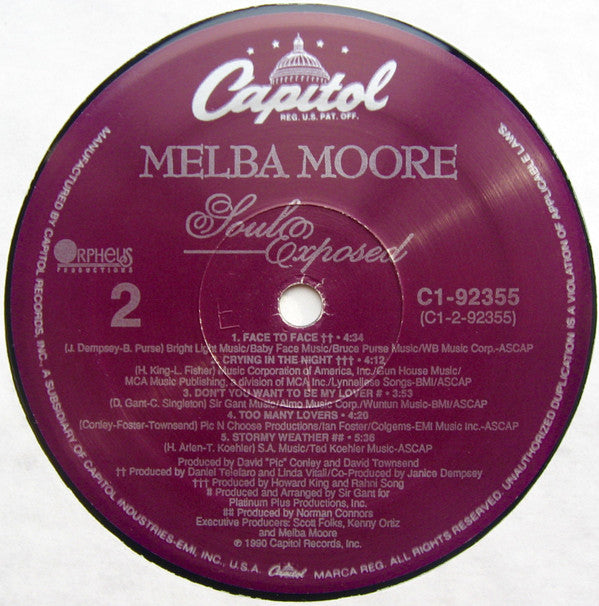 Capitol
REG. U.S. PAT. OFF.
MELBA MOORE
Soul
Exposed
ORPHEUS
PRODUCTIONS
2
E
C1-92355
(C1-2-92355)
1. FACE TO FACE †† • 4:34
(J. Dempsey-B. Purse) Bright Light Music/Baby Face Music/Bruce Purse Music/WB Music Corp.-ASCAP
CRYING IN THE NIGHT ††† • 4:12
(H. King-L. Fisher) Music Corporation of America, Inc./Gun House Music/
MCA Music Publishing, a division of MCA Inc./Lynnellese Songs-BMI/ASCAP
3. DON'T YOU WANT TO BE MY LOVER # • 3:53
(D. Gant-C. Singleton) Sir Gant Music/Almo Music Corp./Wuntun Music-BMI/ASCAP
4. TOO MANY LOVERS • 4:20
(Conley-Foster-Townsend) Pic N Choose Productions/Ian Foster/Colgems-EMI Music Inc.-ASCAP
5. STORMY WEATHER ## • 5:36
(H. Arlen-T. Koehler) S.A. Music/Ted Koehler Music-ASCAP
Produced by David "Pic" Conley and David Townsend
†† Produced by Daniel Telefaro and Linda Vitali/Co-Produced by Janice Dempsey
††† Produced by Howard King and Rahni Song
# Produced and Arranged by Sir Gant for
Platinum Plus Productions, Inc.
## Produced by Norman Connors
Executive Producers: Scott Folks, Kenny Ortiz
and Melba Moore
℗ 1990 Capitol Records, Inc.
MANUFACTURED BY CAPITOL RECORDS, INC., A SUBSIDIARY OF CAPITOL INDUSTRIES-EMI, INC., U.S.A. Capitol MARCA REG. ALL RIGHTS RESERVED. UNAUTHORIZED DUPLICATION IS A VIOLATION OF APPLICABLE LAWS.